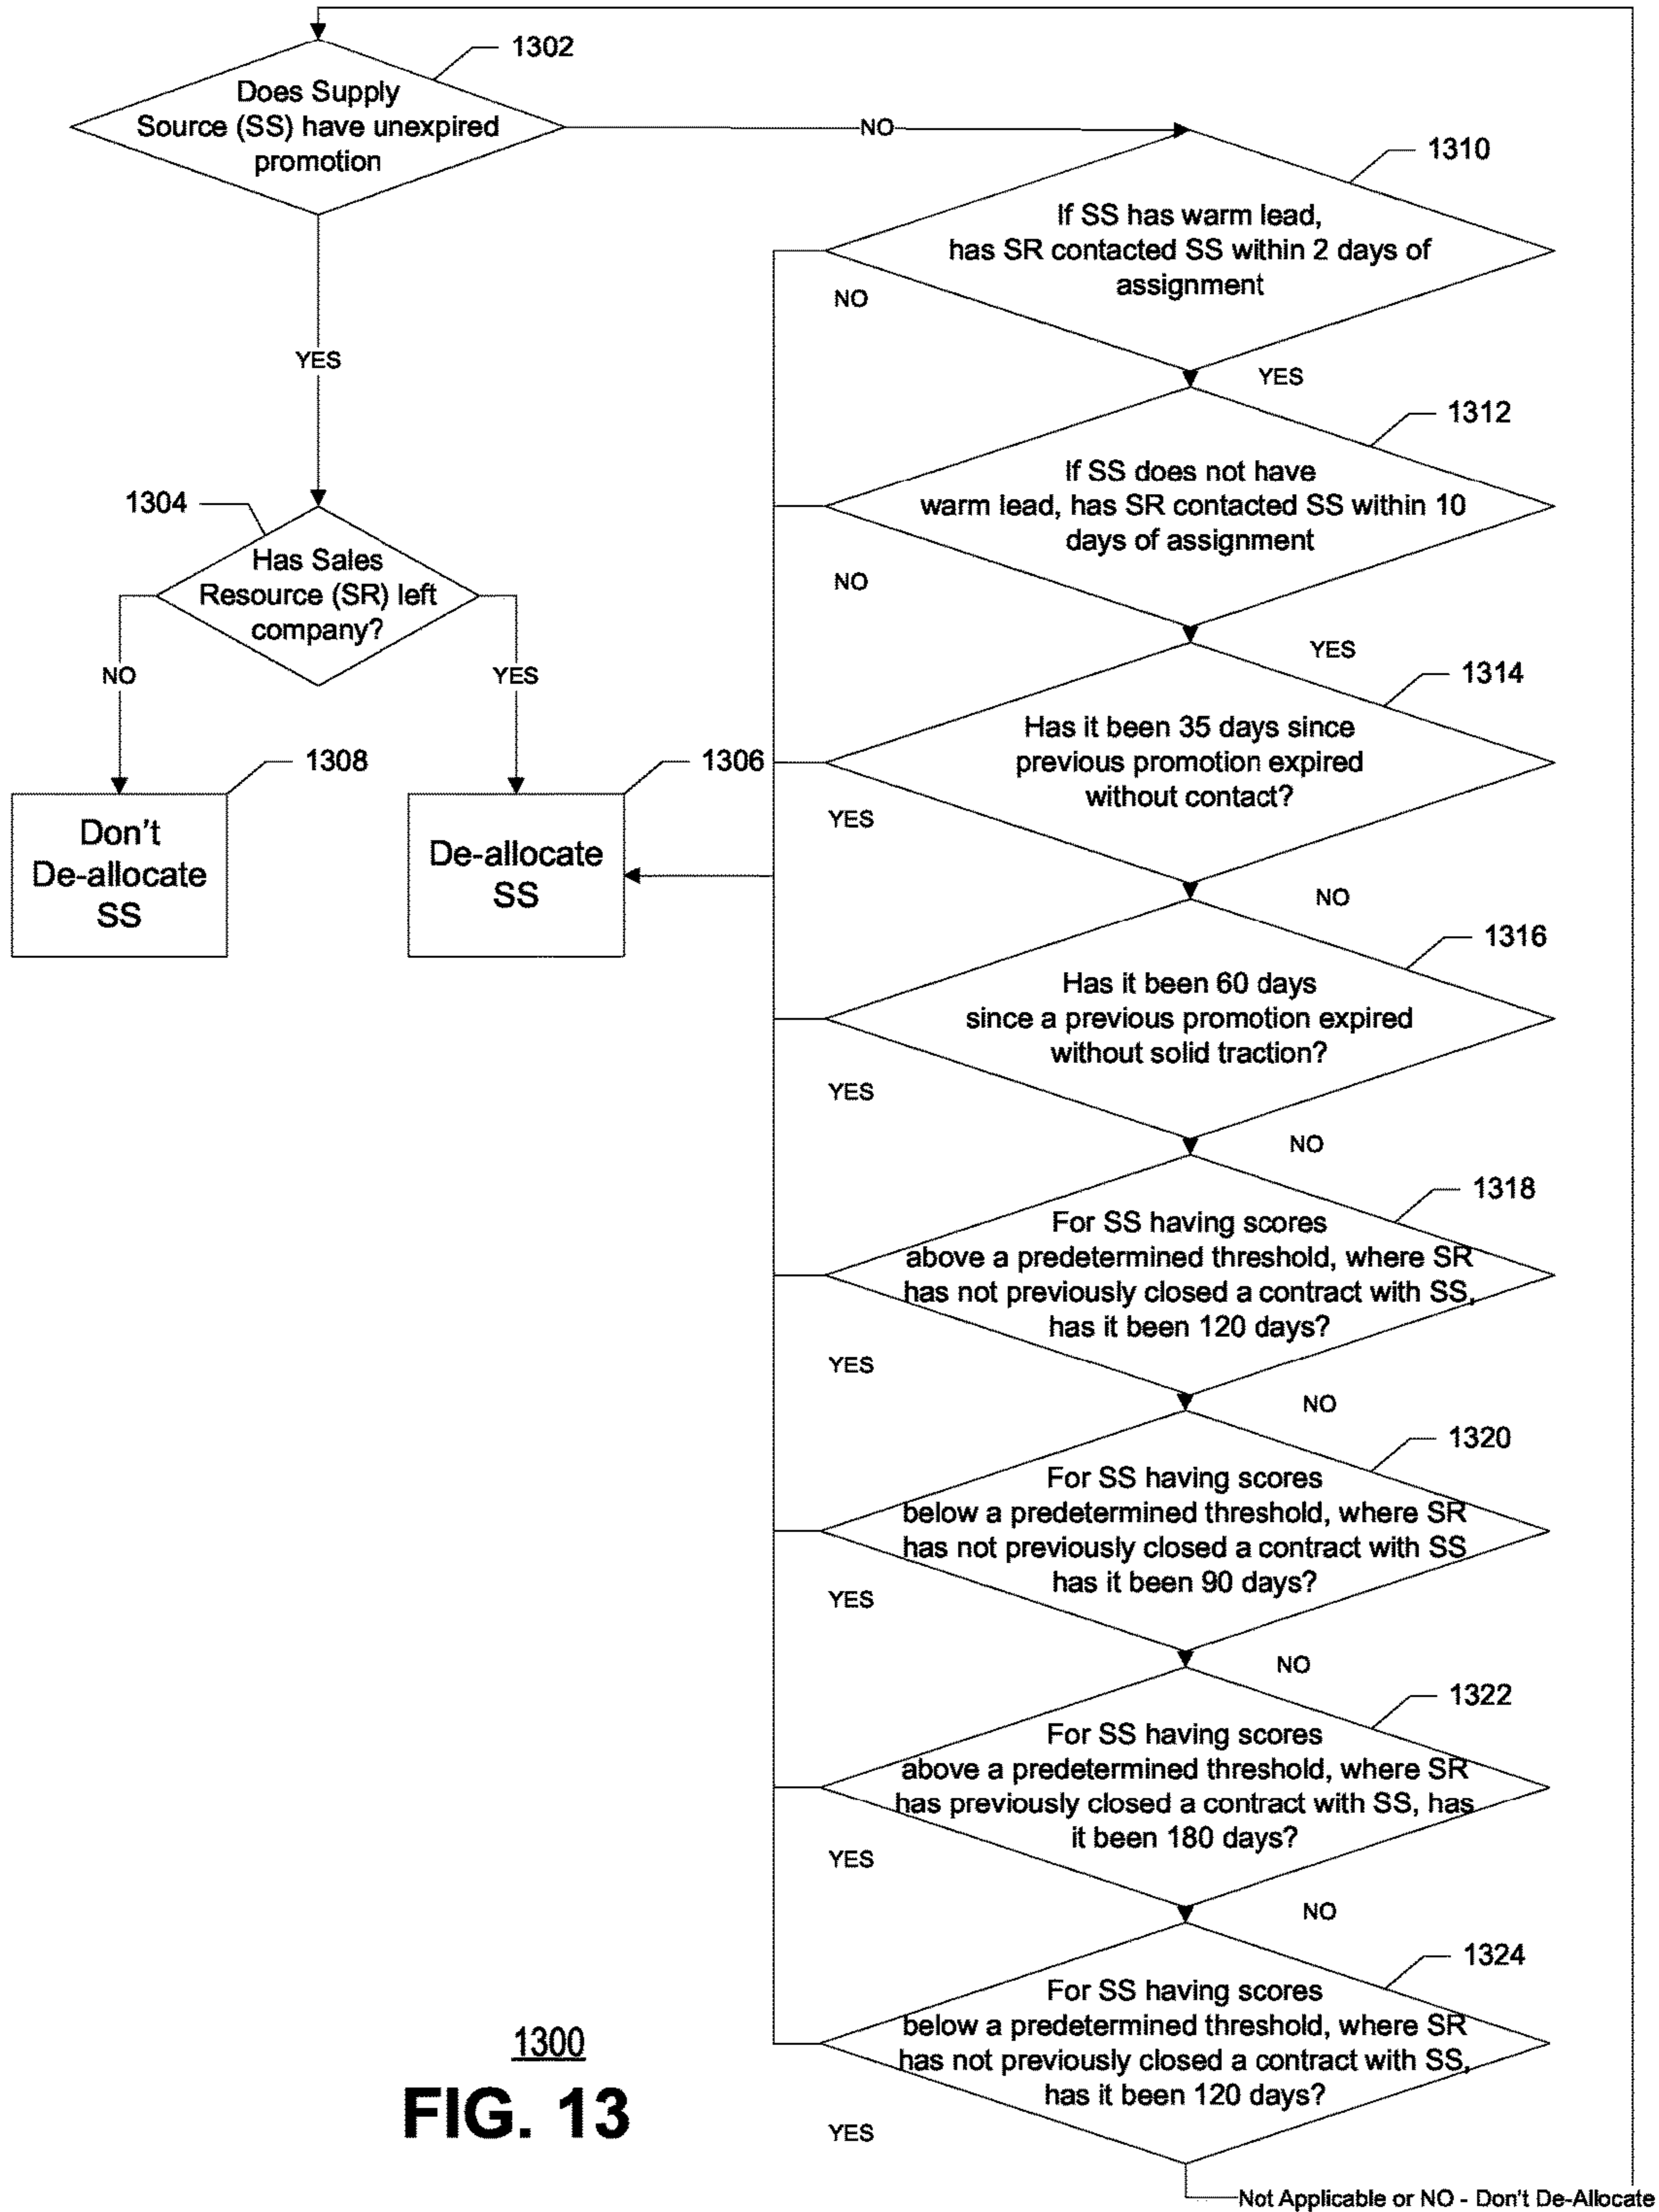 1302
Does Supply
Source (SS) have unexpired
promotion
NO
YES
1304
Has Sales
Resource (SR) left
company?
NO
YES
1308
Don't
De-allocate
SS
1306
De-allocate
SS
1310
If SS has warm lead,
has SR contacted SS within 2 days of
assignment
NO
YES
1312
If SS does not have
warm lead, has SR contacted SS within 10
days of assignment
NO
YES
1314
Has it been 35 days since
previous promotion expired
without contact?
YES
NO
1316
Has it been 60 days
since a previous promotion expired
without solid traction?
YES
NO
1318
For SS having scores
above a predetermined threshold, where SR
has not previously closed a contract with SS,
has it been 120 days?
YES
NO
1320
For SS having scores
below a predetermined threshold, where SR
has not previously closed a contract with SS
has it been 90 days?
YES
NO
1322
For SS having scores
above a predetermined threshold, where SR
has previously closed a contract with SS, has
it been 180 days?
YES
NO
1324
For SS having scores
below a predetermined threshold, where SR
has not previously closed a contract with SS,
has it been 120 days?
YES
Not Applicable or NO - Don't De-Allocate
1300
FIG. 13